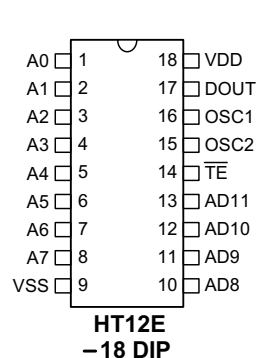 A0 1 18 VDD
A1 2 17 DOUT
A2 3 16 OSC1
A3 4 15 OSC2
A4 5 14 T̅E̅
A5 6 13 AD11
A6 7 12 AD10
A7 8 11 AD9
VSS 9 10 AD8
HT12E
–18 DIP